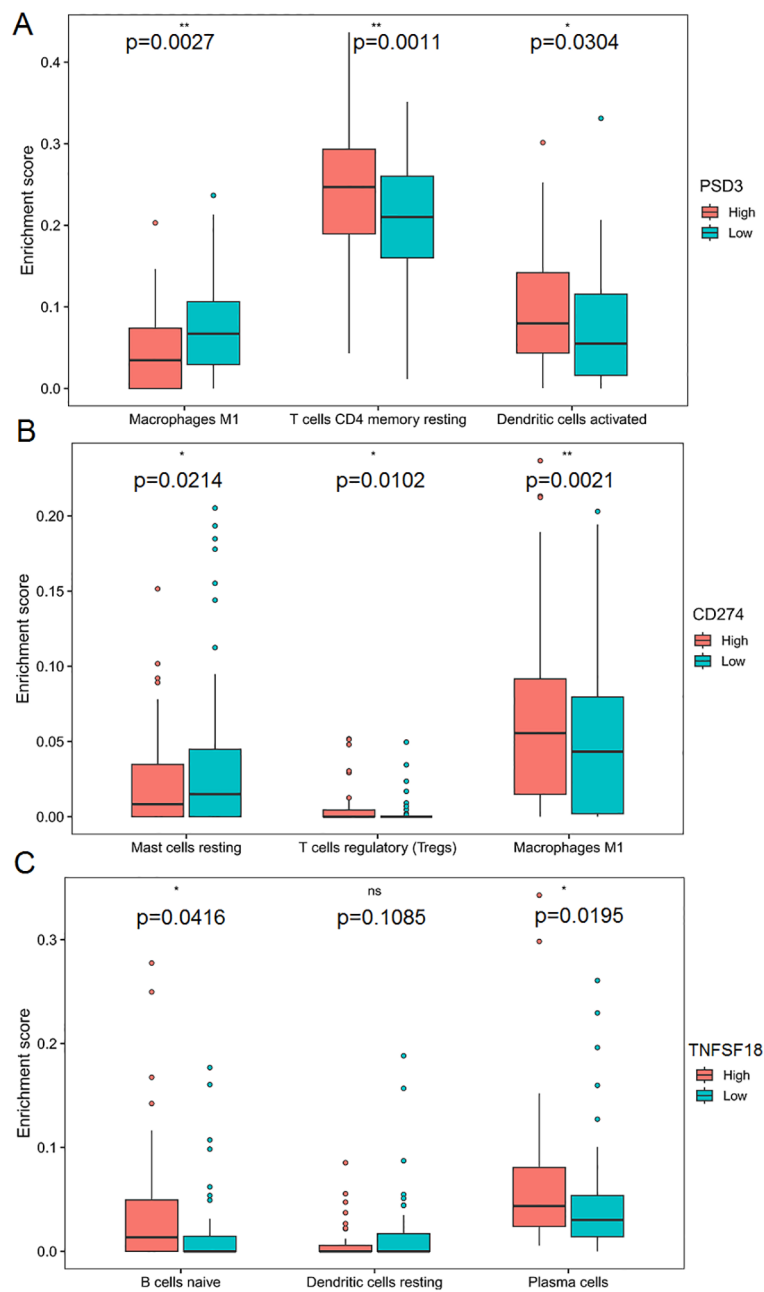 A
** ** *
p=0.0027 p=0.0011 p=0.0304
0.4
0.3
0.2
0.1
0.0
Enrichment score
PSD3
High
Low
Macrophages M1 T cells CD4 memory resting Dendritic cells activated
B
* * **
p=0.0214 p=0.0102 p=0.0021
0.20
0.15
0.10
0.05
0.00
Enrichment score
CD274
High
Low
Mast cells resting T cells regulatory (Tregs) Macrophages M1
C
* ns *
p=0.0416 p=0.1085 p=0.0195
0.3
0.2
0.1
0.0
Enrichment score
TNFSF18
High
Low
B cells naive Dendritic cells resting Plasma cells